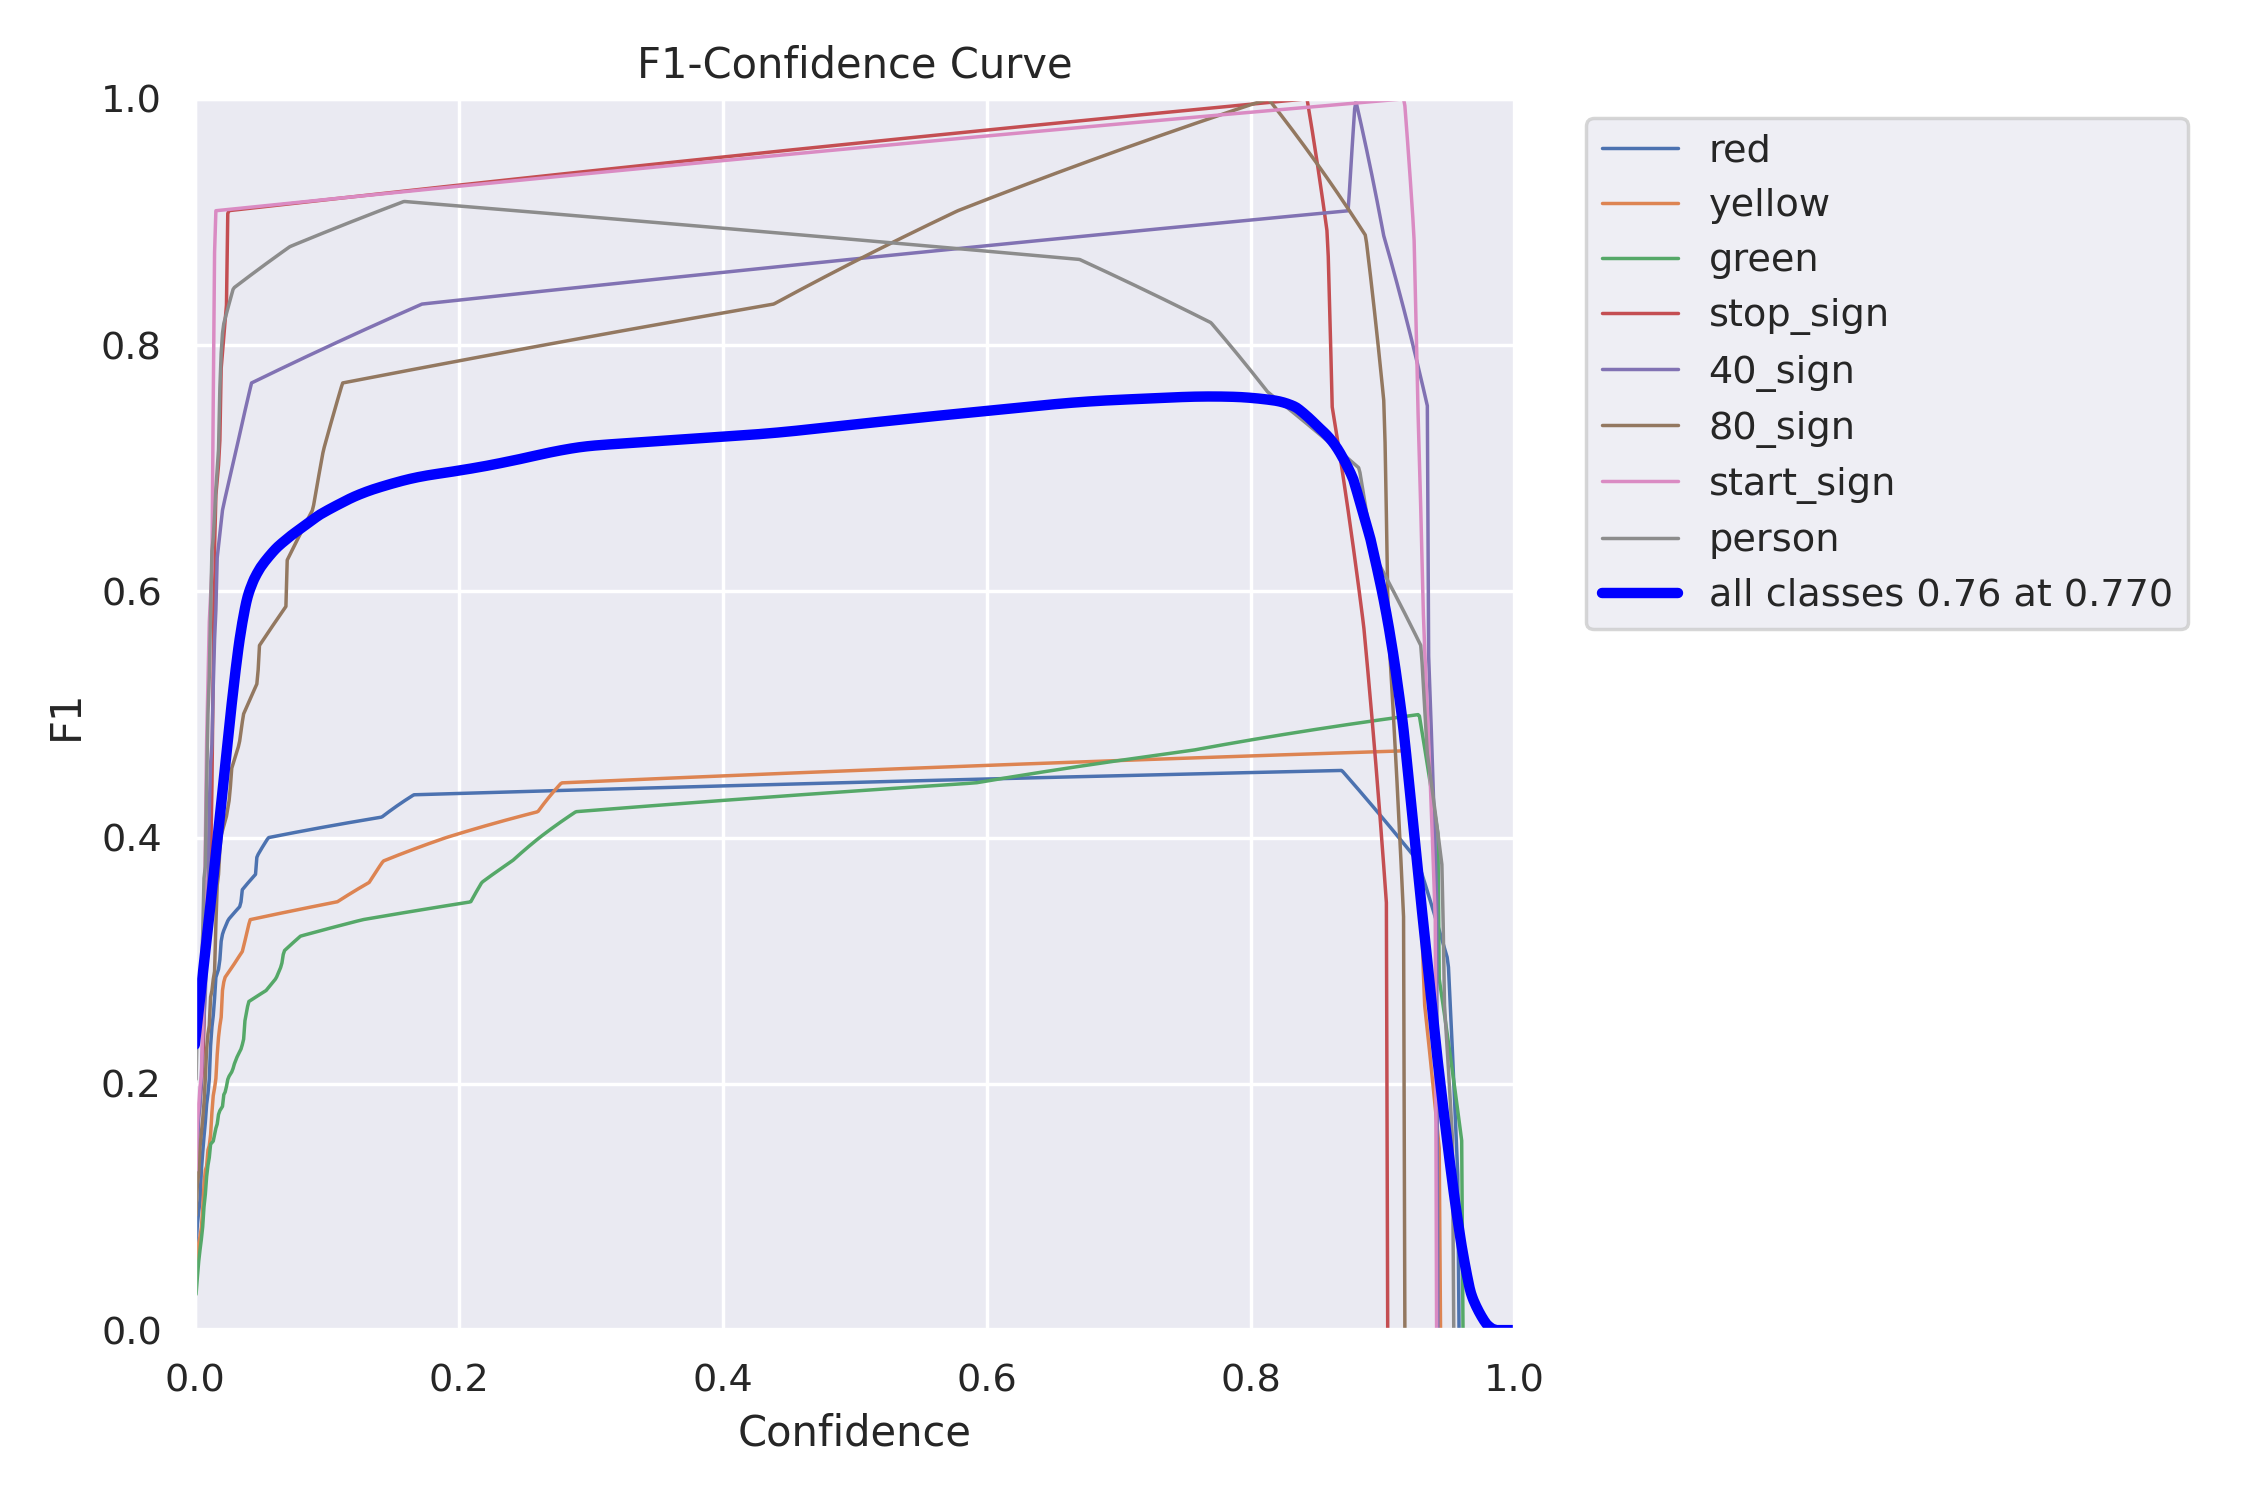 F1-Confidence Curve
1.0
0.8
0.6
0.4
0.2
0.0
F1
0.0 0.2 0.4 0.6 0.8 1.0
Confidence
red
yellow
green
stop_sign
40_sign
80_sign
start_sign
person
all classes 0.76 at 0.770